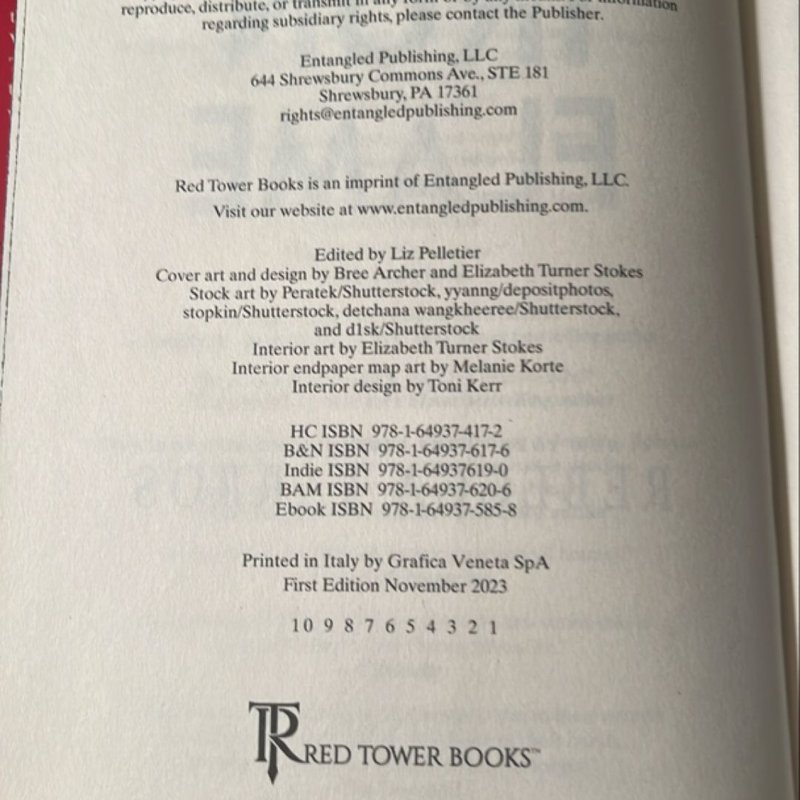 reproduce, distribute, or transmit in any form or by any means. For information
regarding subsidiary rights, please contact the Publisher.
Entangled Publishing, LLC
644 Shrewsbury Commons Ave., STE 181
Shrewsbury, PA 17361
rights@entangledpublishing.com
Red Tower Books is an imprint of Entangled Publishing, LLC.
Visit our website at www.entangledpublishing.com.
Edited by Liz Pelletier
Cover art and design by Bree Archer and Elizabeth Turner Stokes
Stock art by Peratek/Shutterstock, yyanng/depositphotos,
stopkin/Shutterstock, detchana wangkheeree/Shutterstock,
and d1sk/Shutterstock
Interior art by Elizabeth Turner Stokes
Interior endpaper map art by Melanie Korte
Interior design by Toni Kerr
HC ISBN 978-1-64937-417-2
B&N ISBN 978-1-64937-617-6
Indie ISBN 978-1-64937619-0
BAM ISBN 978-1-64937-620-6
Ebook ISBN 978-1-64937-585-8
Printed in Italy by Grafica Veneta SpA
First Edition November 2023
10 9 8 7 6 5 4 3 2 1
TR RED TOWER BOOKS™